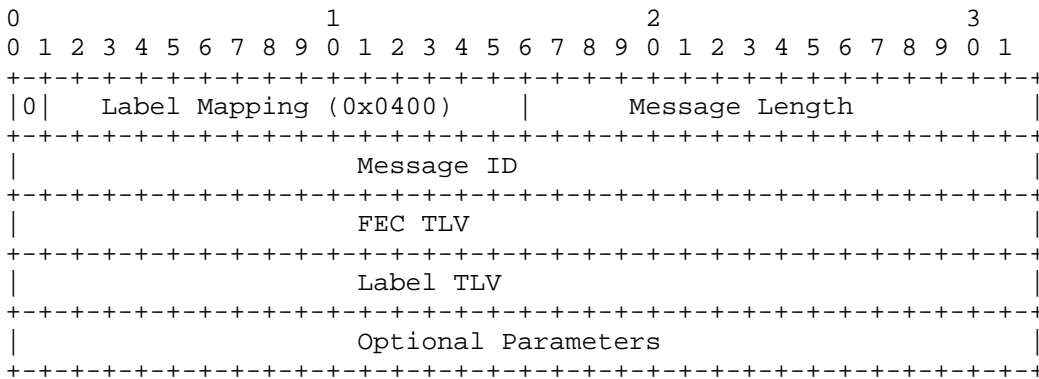 0                   1                   2                   3
0 1 2 3 4 5 6 7 8 9 0 1 2 3 4 5 6 7 8 9 0 1 2 3 4 5 6 7 8 9 0 1
+-+-+-+-+-+-+-+-+-+-+-+-+-+-+-+-+-+-+-+-+-+-+-+-+-+-+-+-+-+-+-+-+
|0|   Label Mapping (0x0400)    |      Message Length           |
+-+-+-+-+-+-+-+-+-+-+-+-+-+-+-+-+-+-+-+-+-+-+-+-+-+-+-+-+-+-+-+-+
|                     Message ID                                |
+-+-+-+-+-+-+-+-+-+-+-+-+-+-+-+-+-+-+-+-+-+-+-+-+-+-+-+-+-+-+-+-+
|                     FEC TLV                                   |
+-+-+-+-+-+-+-+-+-+-+-+-+-+-+-+-+-+-+-+-+-+-+-+-+-+-+-+-+-+-+-+-+
|                     Label TLV                                 |
+-+-+-+-+-+-+-+-+-+-+-+-+-+-+-+-+-+-+-+-+-+-+-+-+-+-+-+-+-+-+-+-+
|                     Optional Parameters                       |
+-+-+-+-+-+-+-+-+-+-+-+-+-+-+-+-+-+-+-+-+-+-+-+-+-+-+-+-+-+-+-+-+